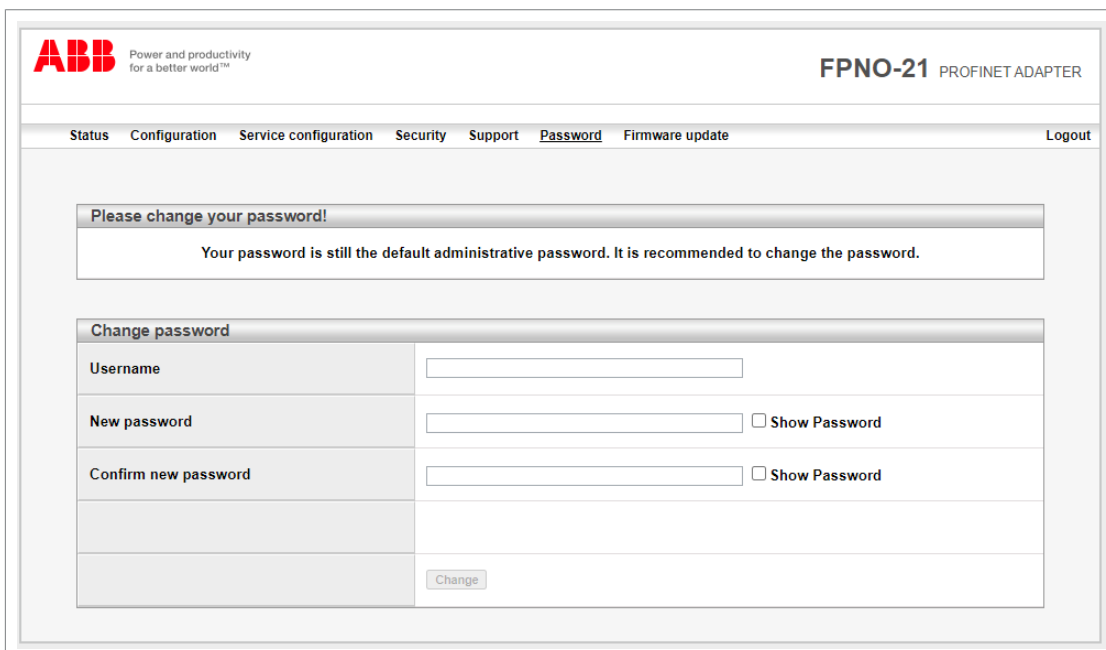 ABB
Power and productivity
for a better world™
FPNO-21 PROFINET ADAPTER
Status Configuration Service configuration Security Support Password Firmware update Logout
Please change your password!
Your password is still the default administrative password. It is recommended to change the password.
Change password
Username
New password Show Password
Confirm new password Show Password
Change